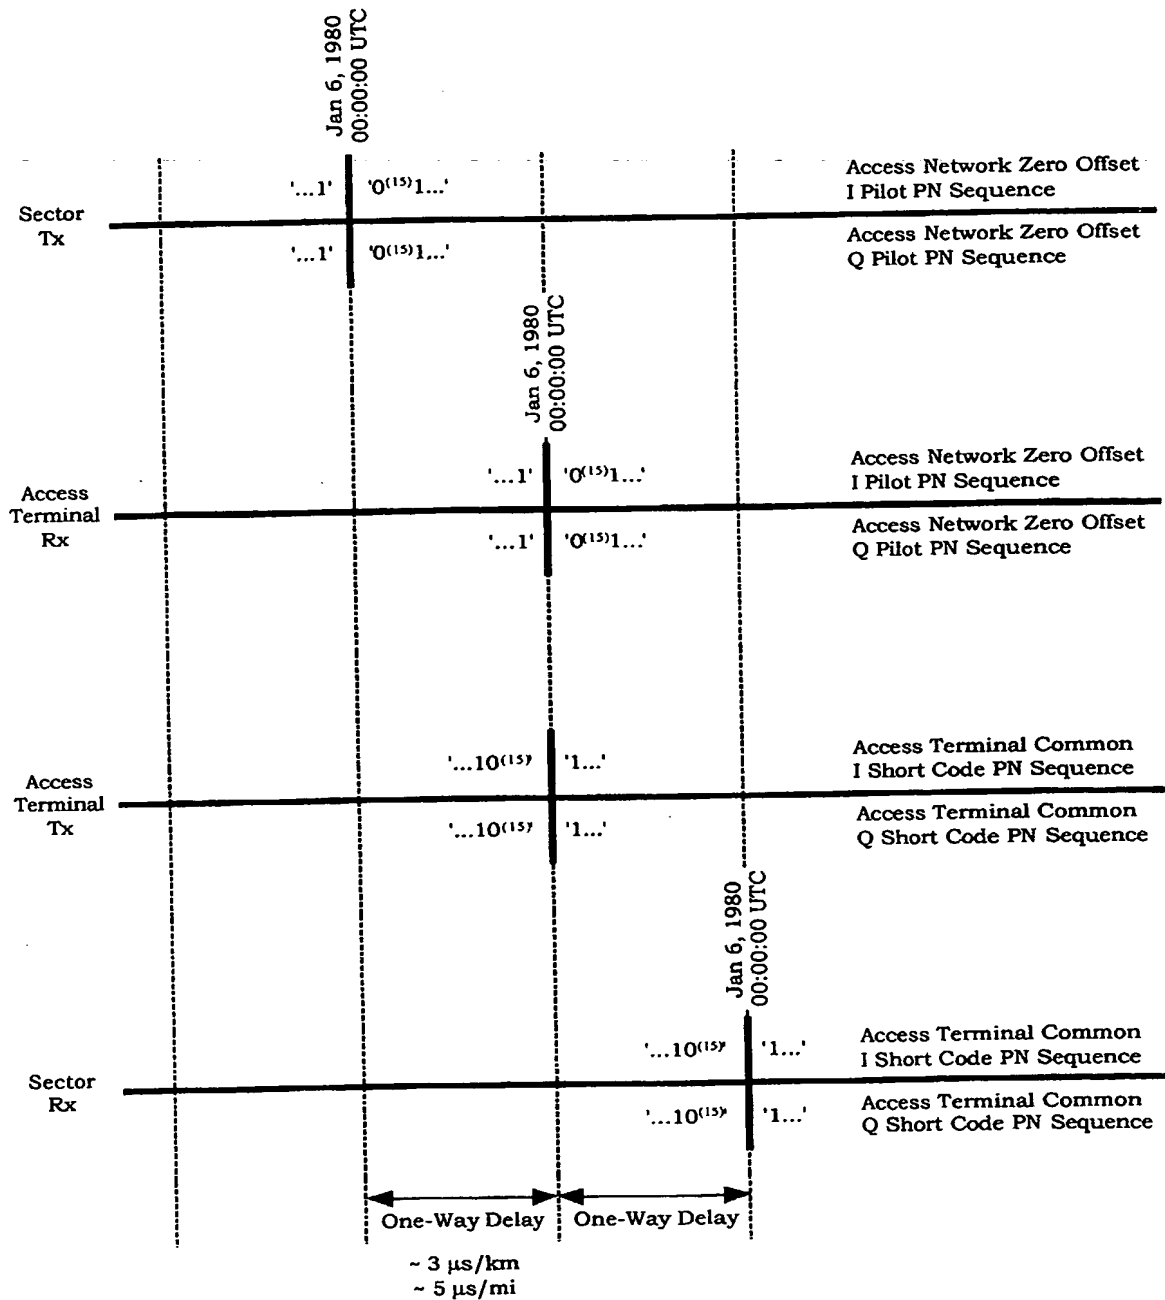 Jan 6, 1980
00:00:00 UTC
'...1' '0(15)1...'
Access Network Zero Offset
I Pilot PN Sequence
Sector
Tx
'...1' '0(15)1...'
Access Network Zero Offset
Q Pilot PN Sequence
Jan 6, 1980
00:00:00 UTC
'...1' '0(15)1...'
Access Network Zero Offset
I Pilot PN Sequence
Access
Terminal
Rx
'...1' '0(15)1...'
Access Network Zero Offset
Q Pilot PN Sequence
'...10(15)' '1...'
Access Terminal Common
I Short Code PN Sequence
Access
Terminal
Tx
'...10(15)' '1...'
Access Terminal Common
Q Short Code PN Sequence
Jan 6, 1980
00:00:00 UTC
'...10(15)' '1...'
Access Terminal Common
I Short Code PN Sequence
Sector
Rx
'...10(15)' '1...'
Access Terminal Common
Q Short Code PN Sequence
One-Way Delay One-Way Delay
~ 3 µs/km
~ 5 µs/mi